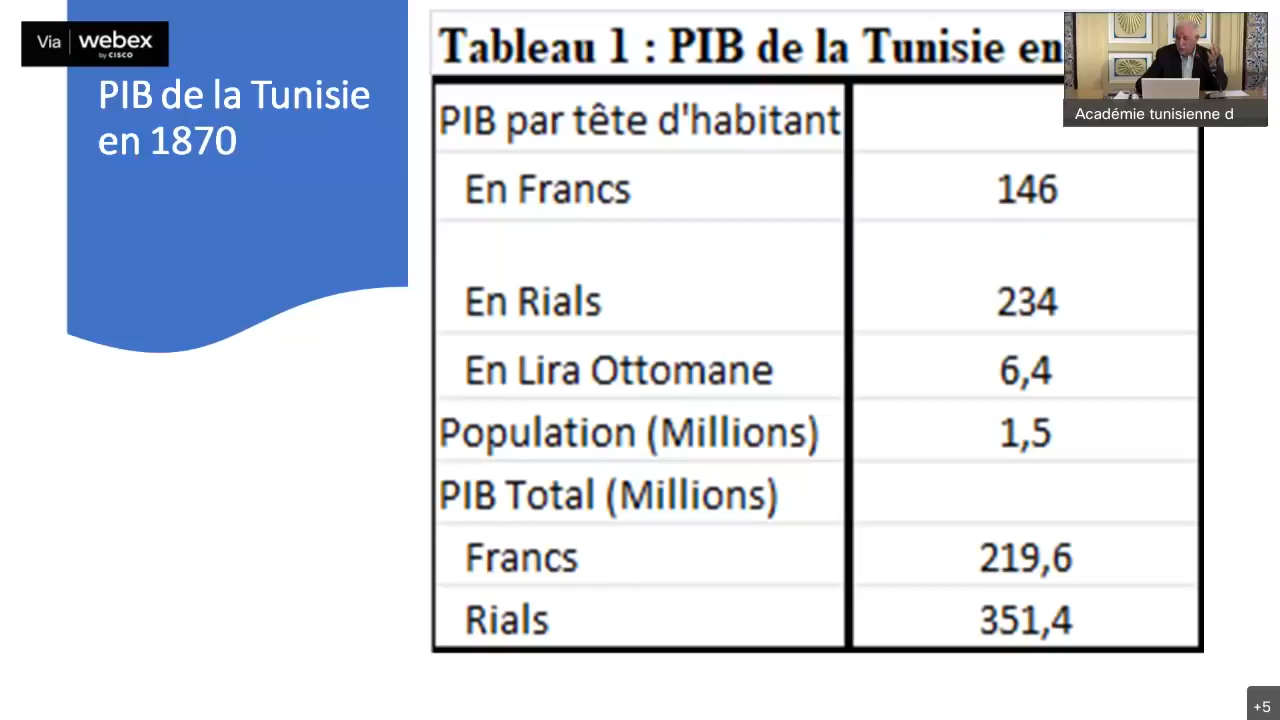 Via webex
by CISCO
PIB de la Tunisie
en 1870
Tableau 1 : PIB de la Tunisie en
Académie tunisienne d
PIB par tête d'habitant
En Francs 146
En Rials 234
En Lira Ottomane 6,4
Population (Millions) 1,5
PIB Total (Millions)
Francs 219,6
Rials 351,4
+5